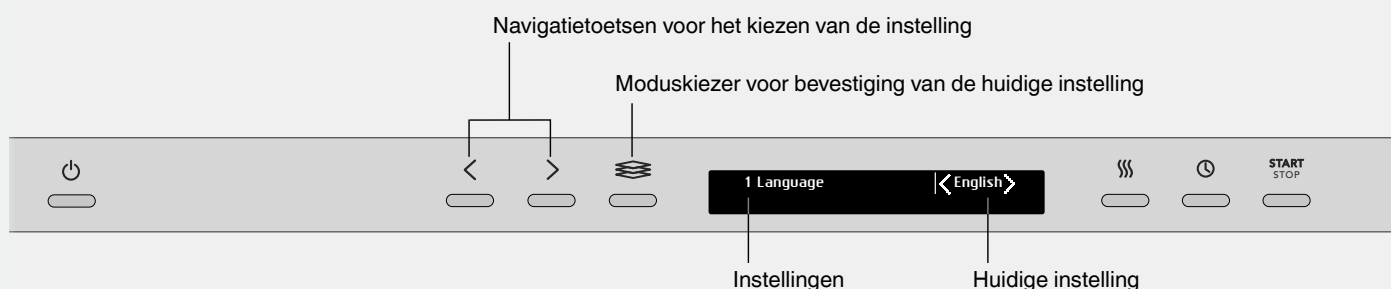 Navigatietoetsen voor het kiezen van de instelling
Moduskiezer voor bevestiging van de huidige instelling
START
STOP
1 Language
English
Instellingen
Huidige instelling